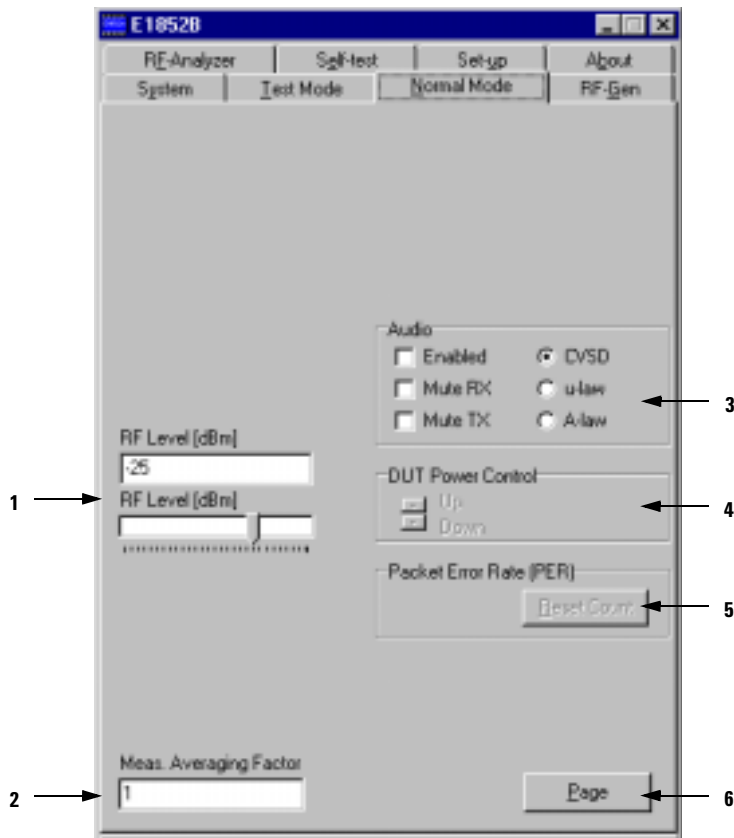 E1852B
RF-Analyzer Self-test Set-up About
System Test Mode Normal Mode RF-Gen
Audio
Enabled CVSD
Mute RX u-law
Mute TX A-law
3
RF Level [dBm]
-25
DUT Power Control
1
RF Level [dBm]
Up
4
Down
Packet Error Rate (PER)
Reset Count
5
Meas. Averaging Factor
2
1
Page
6